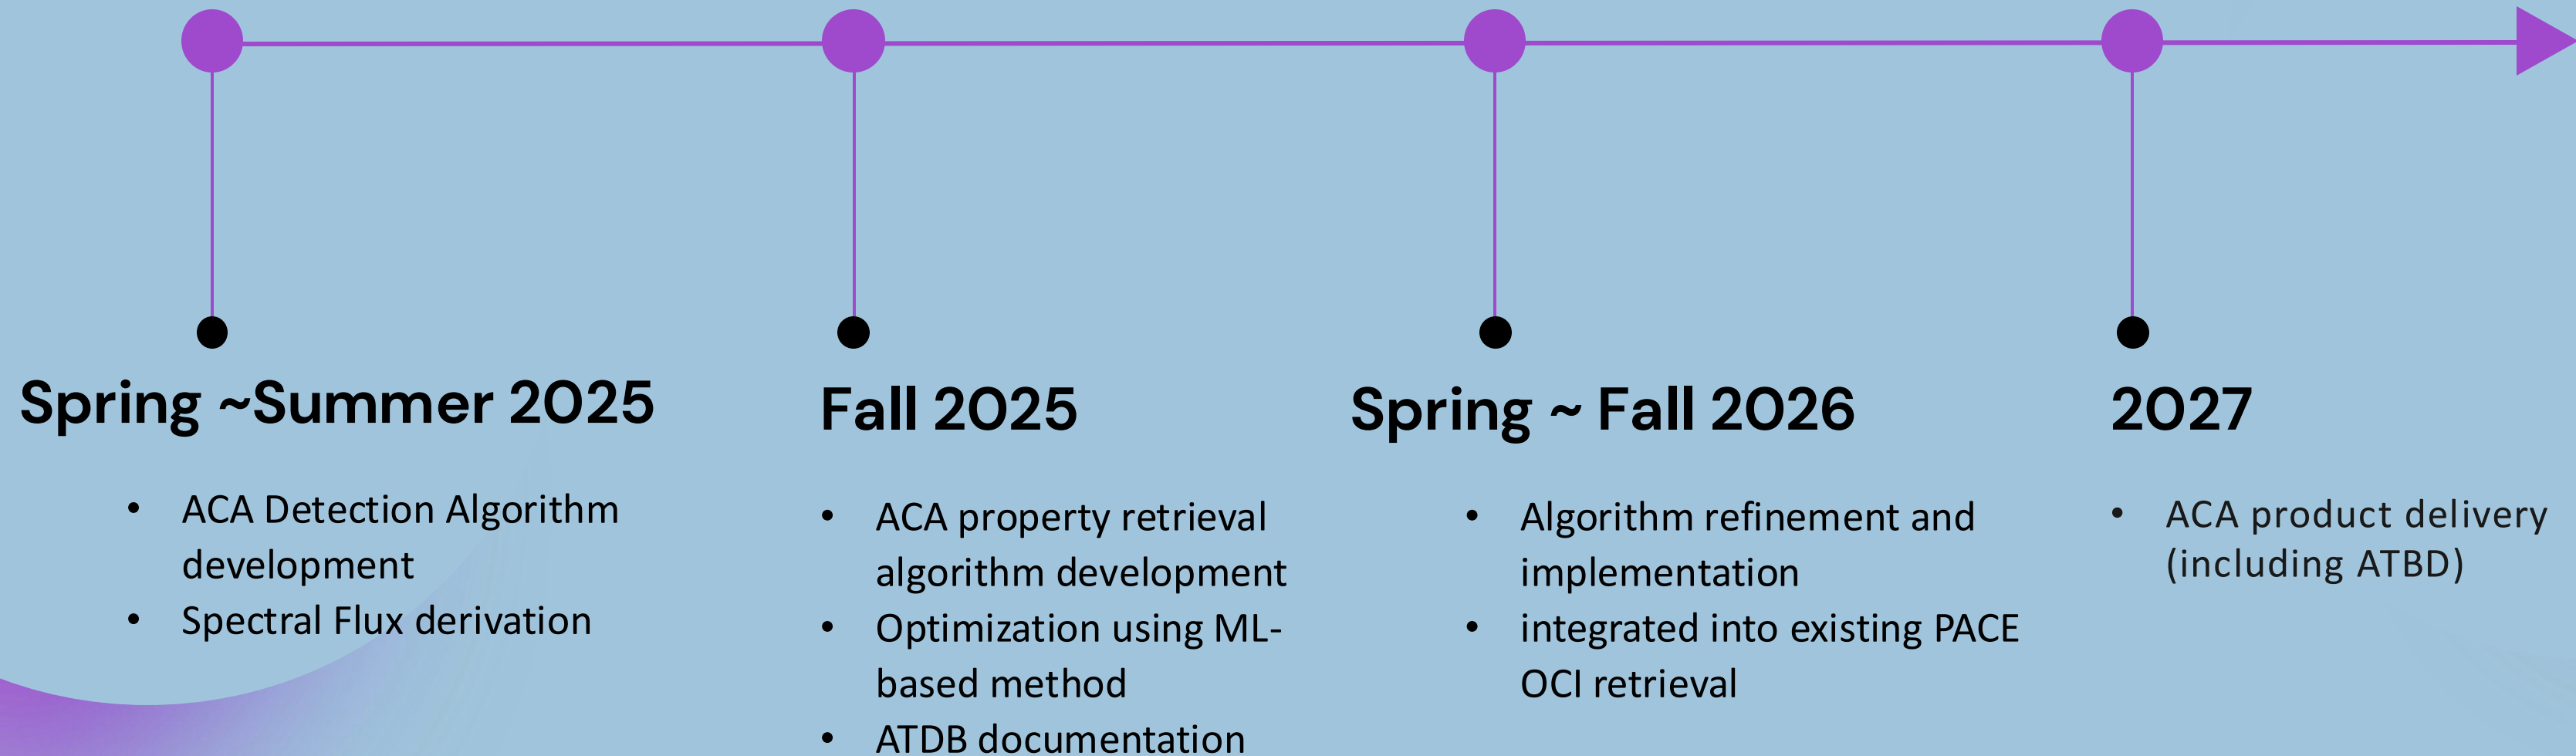 Spring ~Summer 2025
• ACA Detection Algorithm
development
• Spectral Flux derivation
Fall 2025
• ACA property retrieval
algorithm development
• Optimization using ML-
based method
• ATDB documentation
Spring ~ Fall 2026
• Algorithm refinement and
implementation
• integrated into existing PACE
OCI retrieval
2027
• ACA product delivery
(including ATBD)